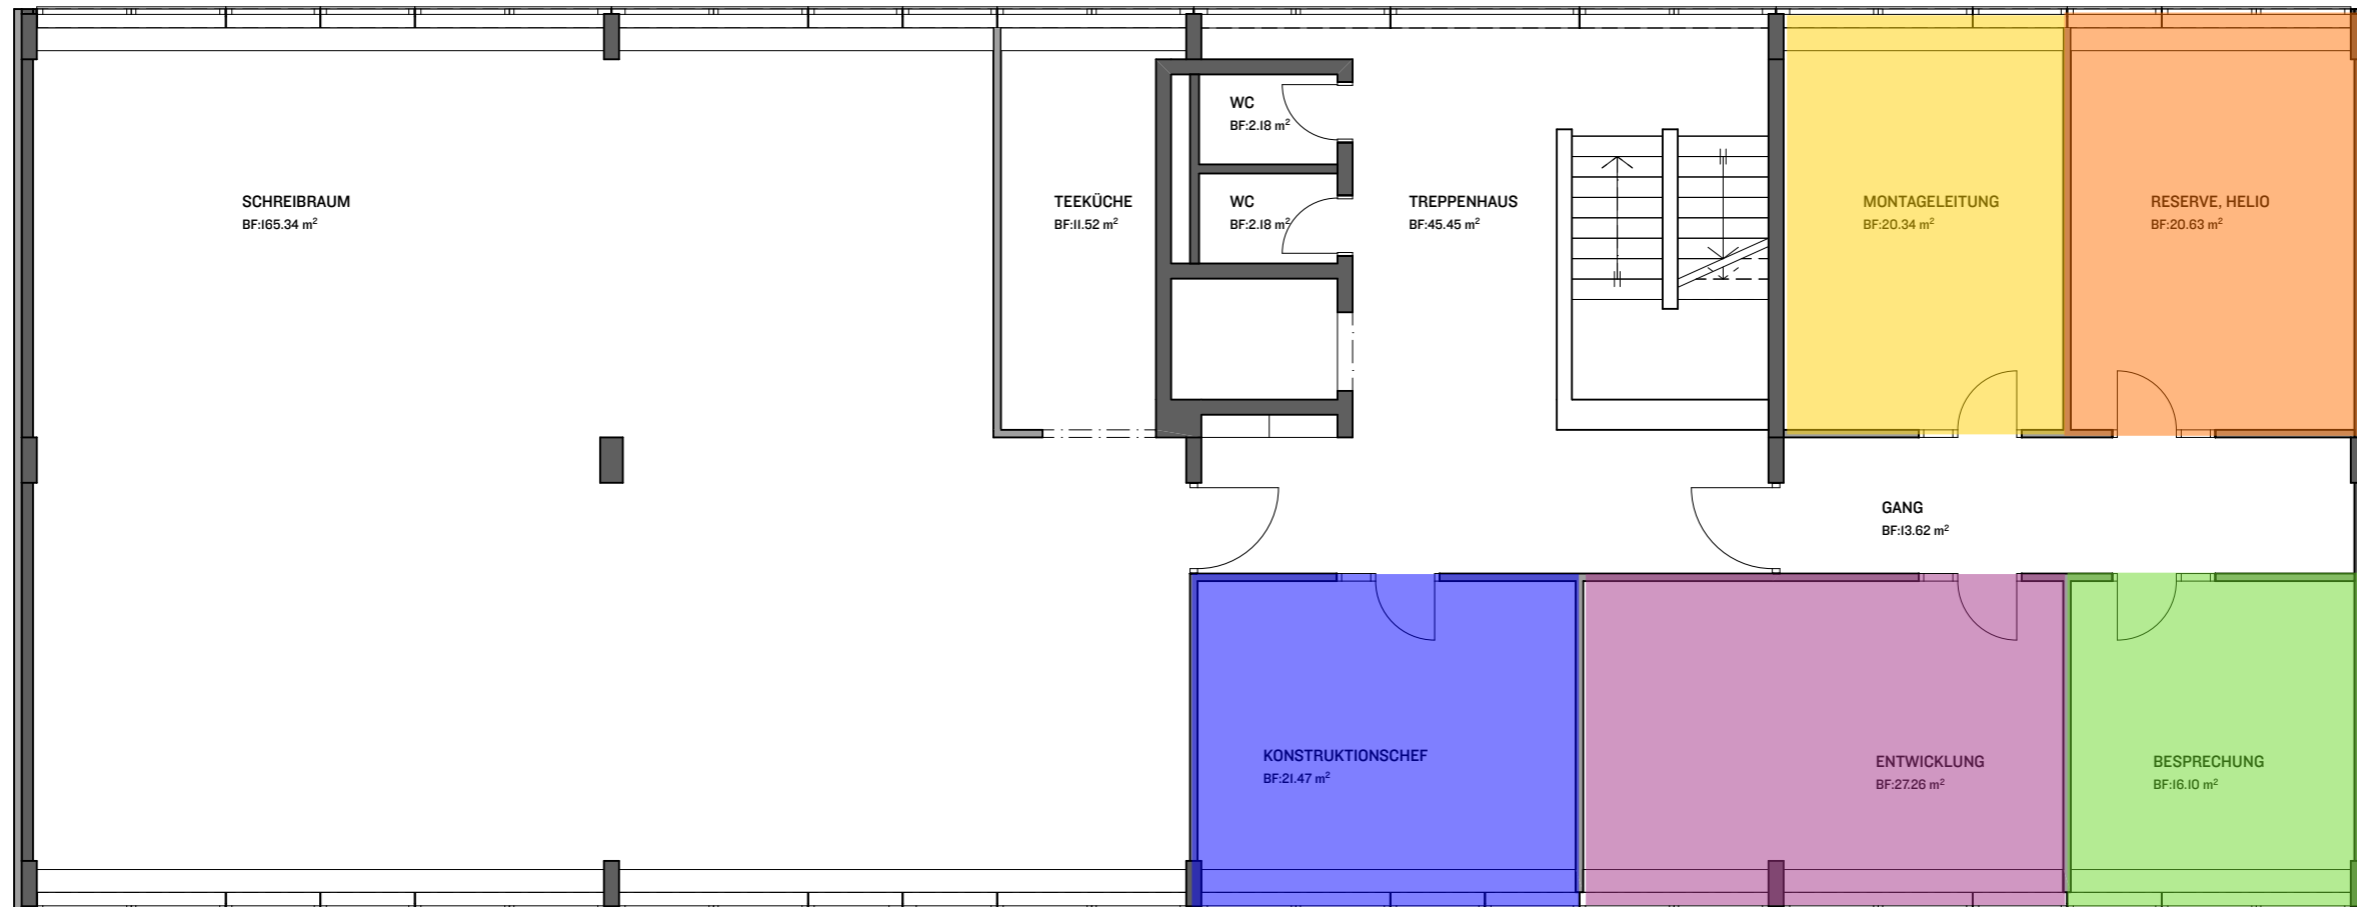 WC
BF:2.18 m²
SCHREIBRAUM
BF:165.34 m²
TEEKÜCHE
BF:11.52 m²
WC
BF:2.18 m²
TREPPENHAUS
BF:45.45 m²
MONTAGELEITUNG
BF:20.34 m²
RESERVE, HELIO
BF:20.63 m²
GANG
BF:13.62 m²
KONSTRUKTIONSCHEF
BF:21.47 m²
ENTWICKLUNG
BF:27.26 m²
BESPRECHUNG
BF:16.10 m²